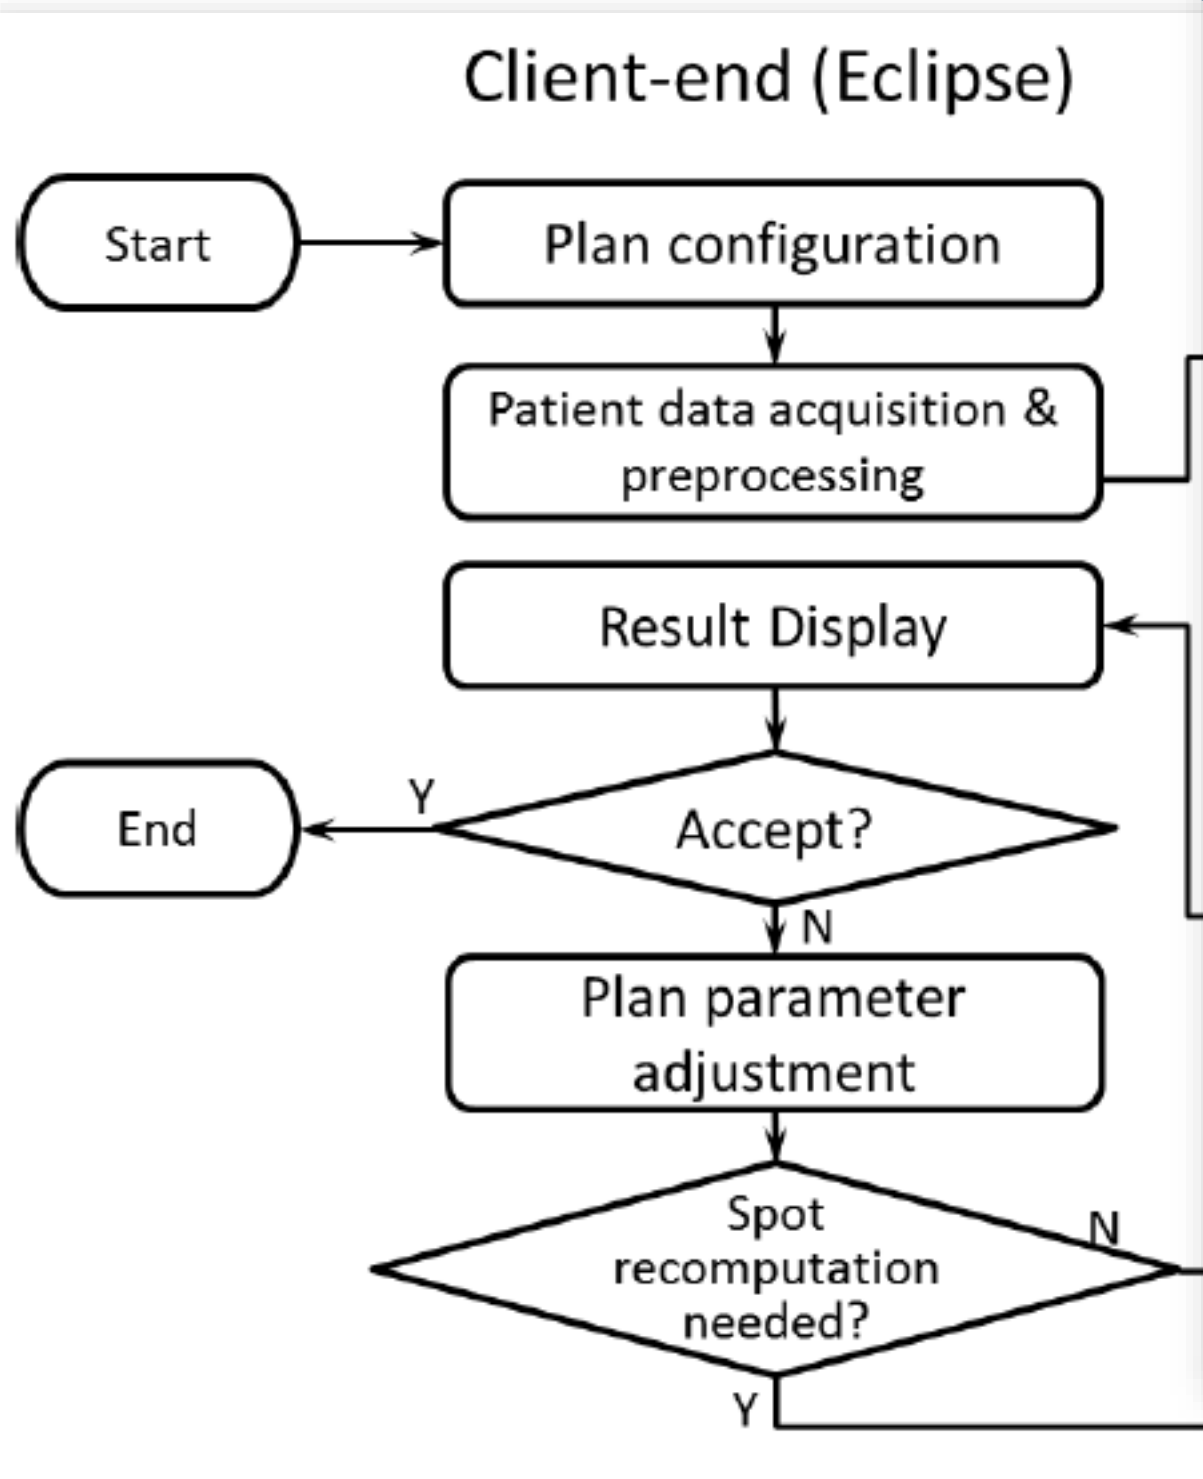 Client-end (Eclipse)
Start
Plan configuration
Patient data acquisition &
preprocessing
Result Display
Y
End
Accept?
N
Plan parameter
adjustment
Spot
recomputation
needed?
N
Y